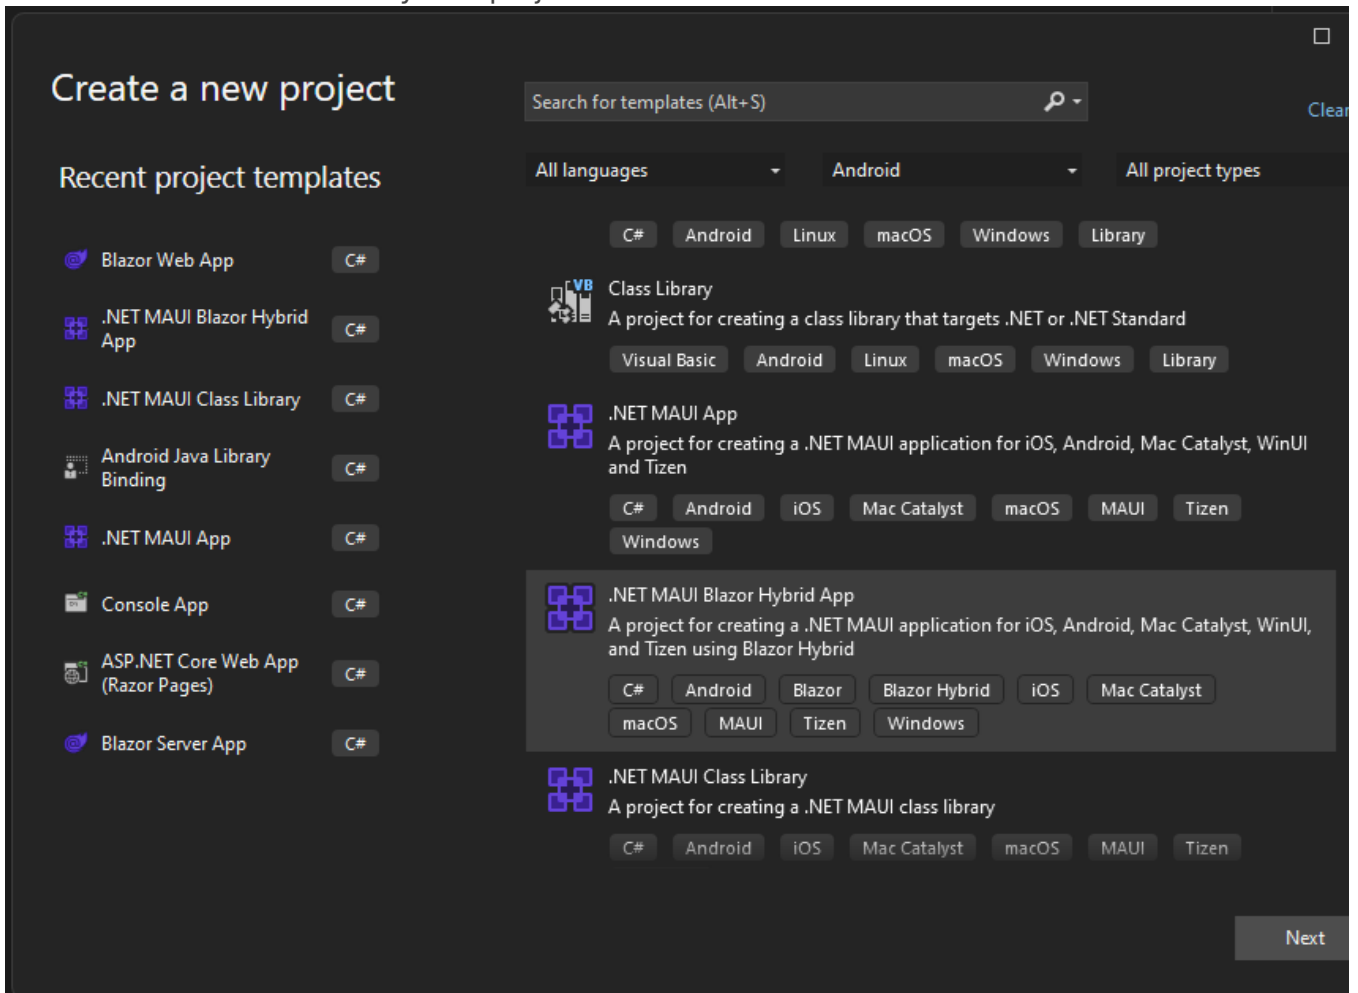 Create a new project
Search for templates (Alt+S)
Clear
Recent project templates
All languages
Android
All project types
Blazor Web App
C#
.NET MAUI Blazor Hybrid
App
C#
.NET MAUI Class Library
C#
Android Java Library
Binding
C#
.NET MAUI App
C#
Console App
C#
ASP.NET Core Web App
(Razor Pages)
C#
Blazor Server App
C#
C# Android Linux macOS Windows Library
VB
Class Library
A project for creating a class library that targets .NET or .NET Standard
Visual Basic Android Linux macOS Windows Library
.NET MAUI App
A project for creating a .NET MAUI application for iOS, Android, Mac Catalyst, WinUI
and Tizen
C# Android iOS Mac Catalyst macOS MAUI Tizen
Windows
.NET MAUI Blazor Hybrid App
A project for creating a .NET MAUI application for iOS, Android, Mac Catalyst, WinUI,
and Tizen using Blazor Hybrid
C# Android Blazor Blazor Hybrid iOS Mac Catalyst
macOS MAUI Tizen Windows
.NET MAUI Class Library
A project for creating a .NET MAUI class library
C# Android iOS Mac Catalyst macOS MAUI Tizen
Next